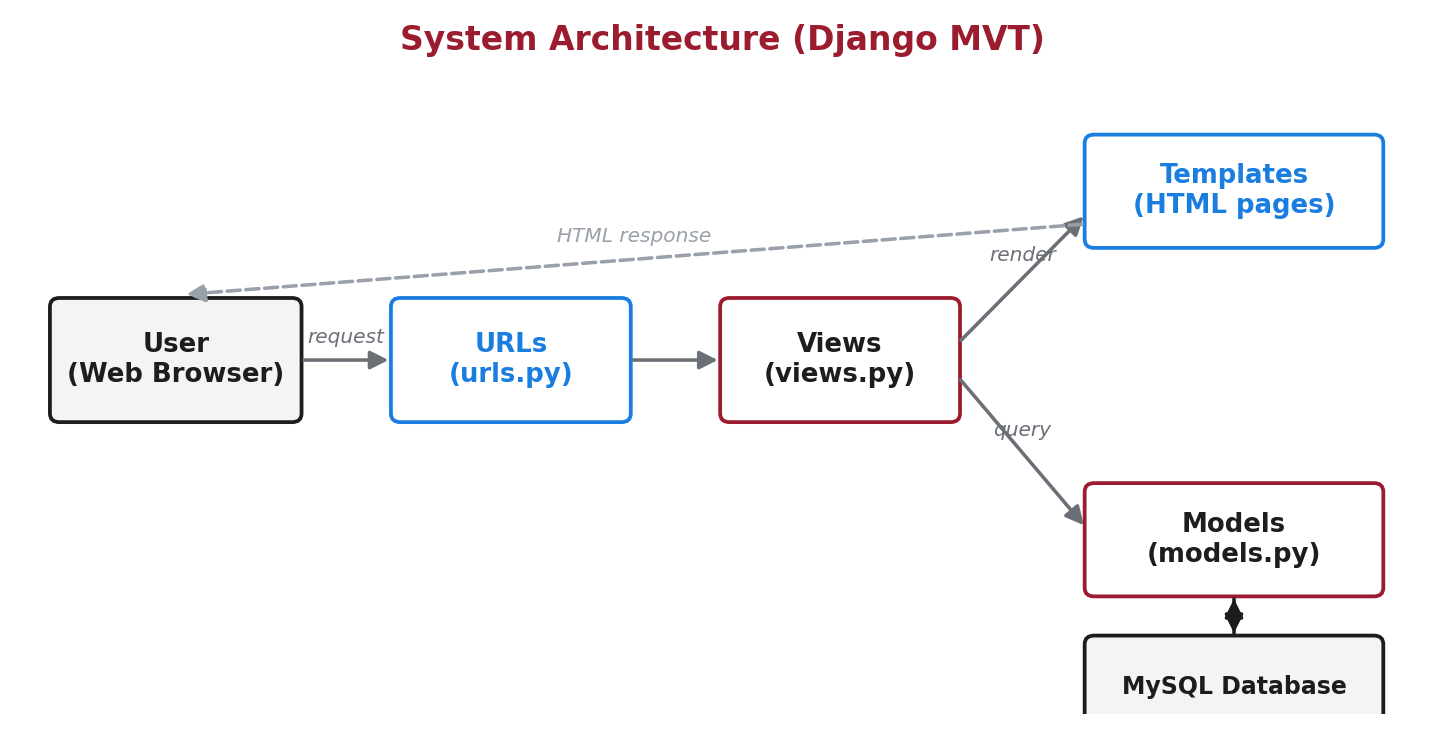 System Architecture (Django MVT)
Templates
(HTML pages)
HTML response
render
User
(Web Browser)
request
URLs
(urls.py)
Views
(views.py)
query
Models
(models.py)
MySQL Database